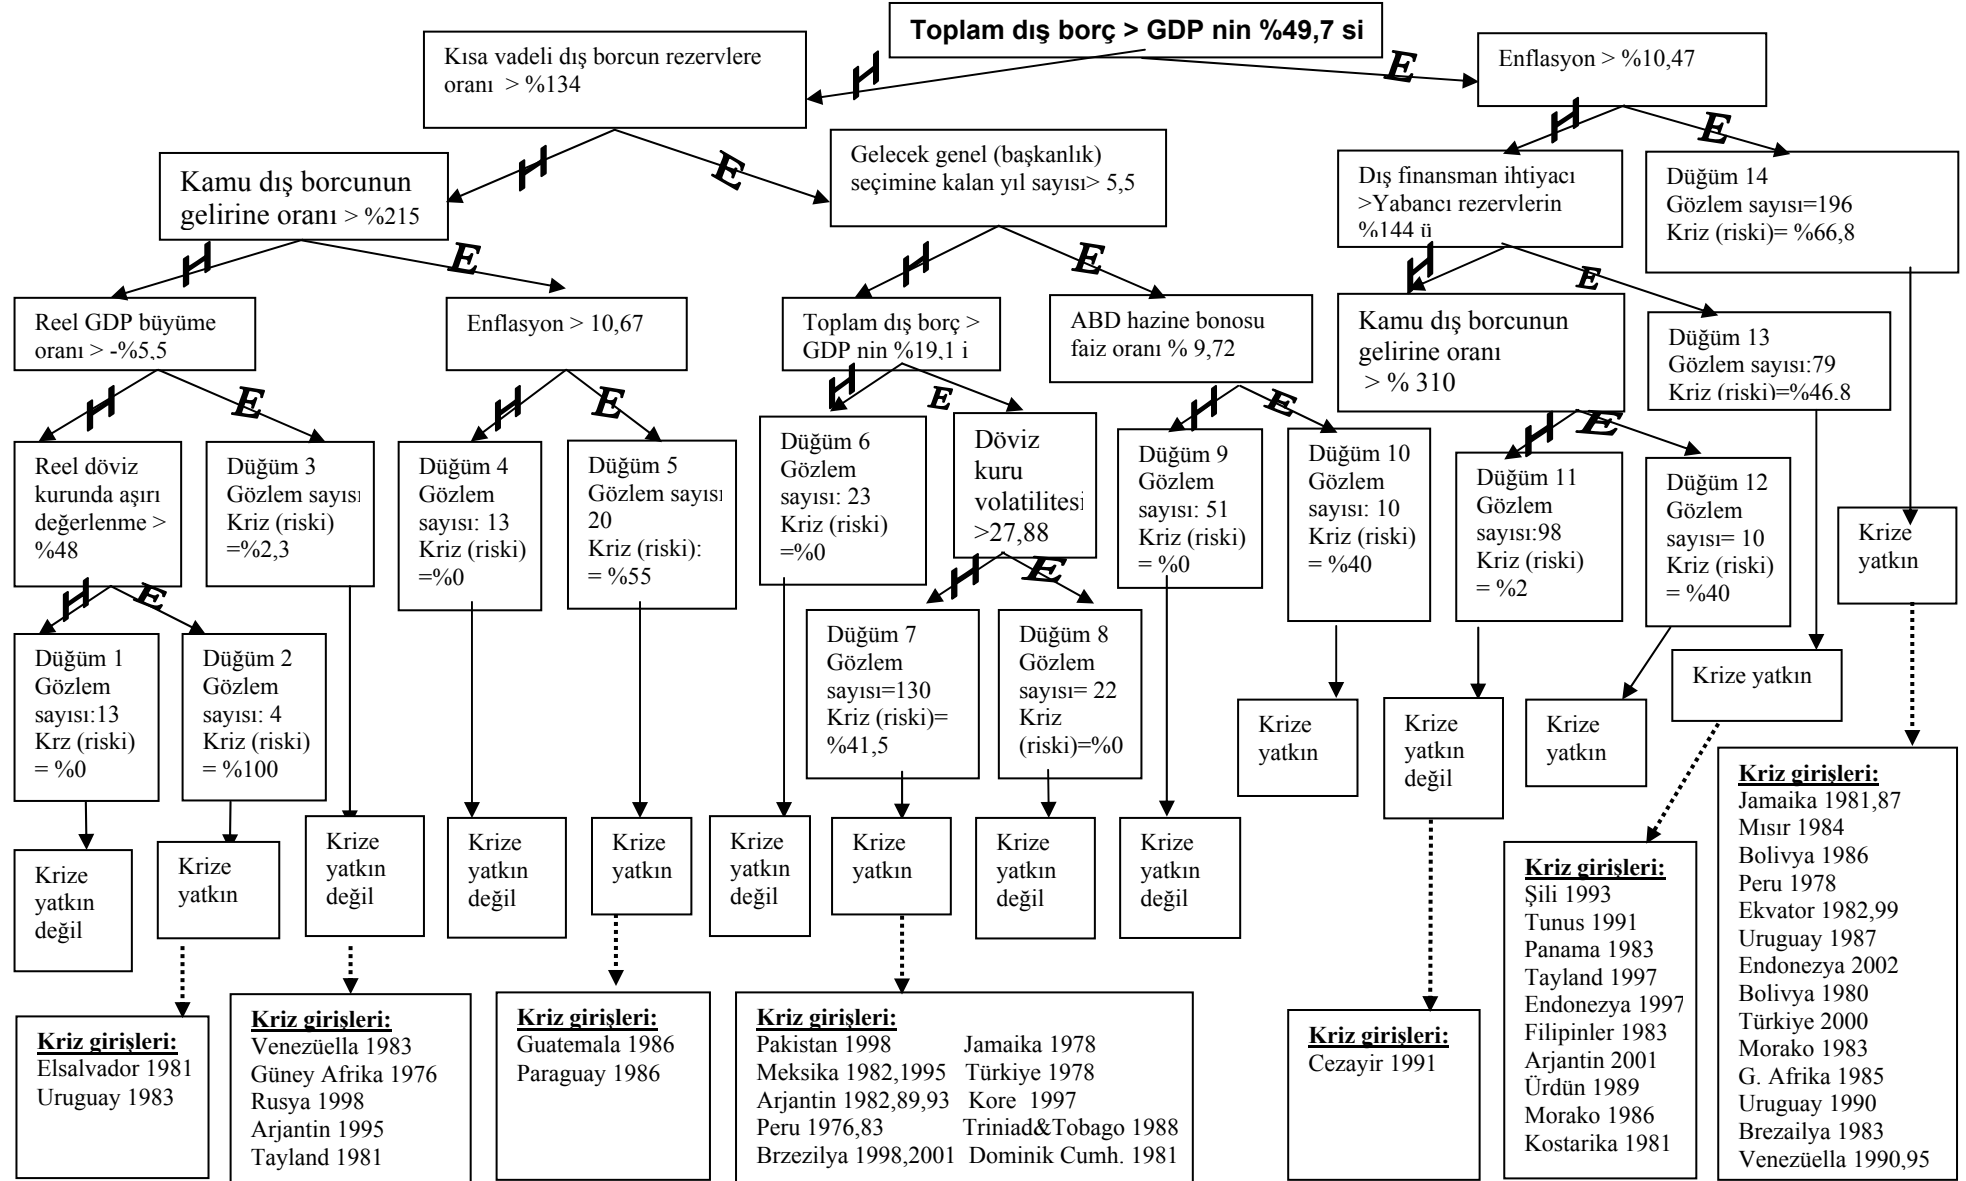 Toplam dış borç > GDP nin %49,7 si
H
E
Kısa vadeli dış borcun rezervlere
oranı > %134
Enflasyon > %10,47
H
E
H
E
Kamu dış borcunun
gelirine oranı > %215
Gelecek genel (başkanlık)
seçimine kalan yıl sayısı> 5,5
Dış finansman ihtiyacı
>Yabancı rezervlerin
%144 ü
Düğüm 14
Gözlem sayısı=196
Kriz (riski)= %66,8
H
E
H
E
H
E
Reel GDP büyüme
oranı > -%5,5
Enflasyon > 10,67
Toplam dış borç >
GDP nin %19,1 i
ABD hazine bonosu
faiz oranı % 9,72
Kamu dış borcunun
gelirine oranı
> % 310
Düğüm 13
Gözlem sayısı:79
Kriz (riski)=%46,8
H
E
H
E
H
E
H
E
H
E
Reel döviz
kurunda aşırı
değerlenme >
%48
Düğüm 3
Gözlem sayısı
Kriz (riski)
=%2,3
Düğüm 4
Gözlem
sayısı: 13
Kriz (riski)
=%0
Düğüm 5
Gözlem sayısı
20
Kriz (riski):
= %55
Düğüm 6
Gözlem
sayısı: 23
Kriz (riski)
=%0
Döviz
kuru
volatilitesi
>27,88
Düğüm 9
Gözlem
sayısı: 51
Kriz (riski)
= %0
Düğüm 10
Gözlem
sayısı: 10
Kriz (riski)
= %40
Düğüm 11
Gözlem
sayısı:98
Kriz (riski)
= %2
Düğüm 12
Gözlem
sayısı= 10
Kriz (riski)
= %40
Krize
yatkın
H
E
H
E
Düğüm 1
Gözlem
sayısı:13
Krz (riski)
= %0
Düğüm 2
Gözlem
sayısı: 4
Kriz (riski)
= %100
Düğüm 7
Gözlem
sayısı=130
Kriz (riski)=
%41,5
Düğüm 8
Gözlem
sayısı= 22
Kriz
(riski)=%0
Krize yatkın
Krize
yatkın
Krize
yatkın
değil
Krize
yatkın
Krize
yatkın
değil
Krize
yatkın
Krize
yatkın
değil
Krize
yatkın
değil
Krize
yatkın
Krize
yatkın
değil
Krize
yatkın
Krize
yatkın
değil
Krize
yatkın
değil
Kriz girişleri:
Elsalvador 1981
Uruguay 1983
Kriz girişleri:
Venezüella 1983
Güney Afrika 1976
Rusya 1998
Arjantin 1995
Tayland 1981
Kriz girişleri:
Guatemala 1986
Paraguay 1986
Kriz girişleri:
Pakistan 1998 Jamaika 1978
Meksika 1982,1995 Türkiye 1978
Arjantin 1982,89,93 Kore 1997
Peru 1976,83 Triniad&Tobago 1988
Brzezilya 1998,2001 Dominik Cumh. 1981
Kriz girişleri:
Cezayir 1991
Kriz girişleri:
Şili 1993
Tunus 1991
Panama 1983
Tayland 1997
Endonezya 1997
Filipinler 1983
Arjantin 2001
Ürdün 1989
Morako 1986
Kostarika 1981
Kriz girişleri:
Jamaika 1981,87
Mısır 1984
Bolivya 1986
Peru 1978
Ekvator 1982,99
Uruguay 1987
Endonezya 2002
Bolivya 1980
Türkiye 2000
Morako 1983
G. Afrika 1985
Uruguay 1990
Brezailya 1983
Venezüella 1990,95